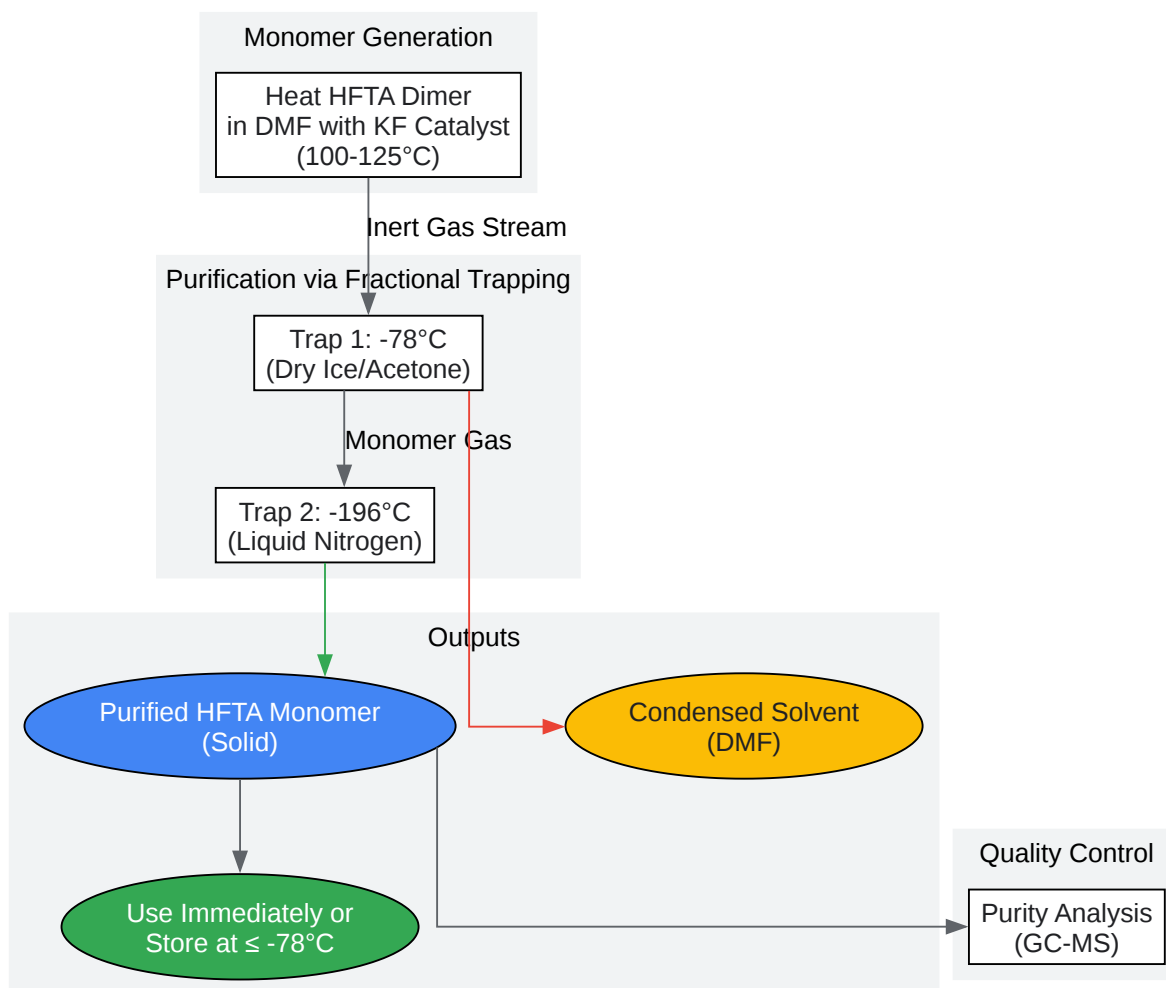 Monomer Generation
Heat HFTA Dimer
in DMF with KF Catalyst
(100-125°C)
Inert Gas Stream
Purification via Fractional Trapping
Trap 1: -78°C
(Dry Ice/Acetone)
Monomer Gas
Trap 2: -196°C
(Liquid Nitrogen)
Outputs
Purified HFTA Monomer
(Solid)
Condensed Solvent
(DMF)
Use Immediately or
Store at ≤ -78°C
Quality Control
Purity Analysis
(GC-MS)